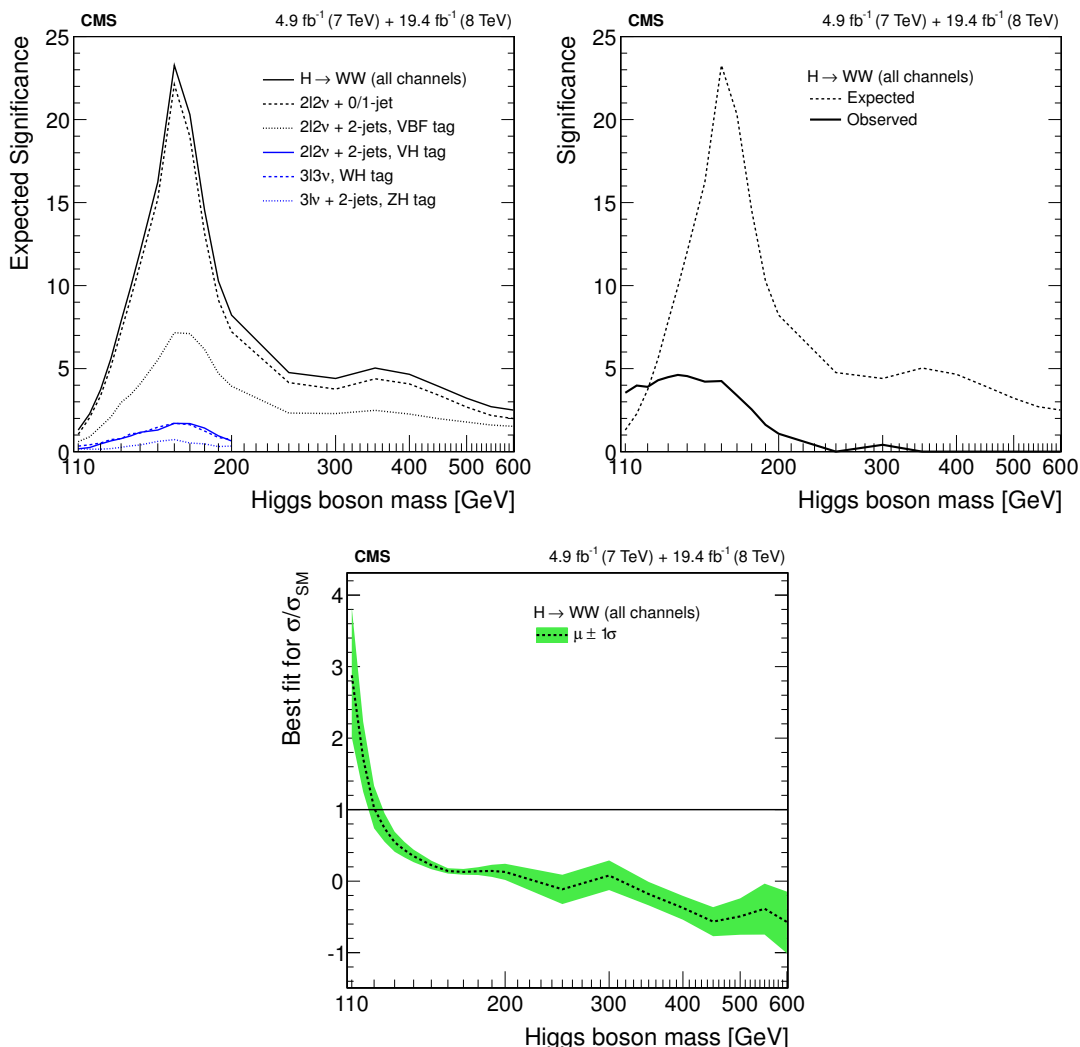 CMS 4.9 fb⁻¹ (7 TeV) + 19.4 fb⁻¹ (8 TeV)
Expected Significance
25
20
15
10
5
0
H → WW (all channels)
2l2ν + 0/1-jet
2l2ν + 2-jets, VBF tag
2l2ν + 2-jets, VH tag
3l3ν, WH tag
3lν + 2-jets, ZH tag
110 200 300 400 500 600
Higgs boson mass [GeV]
CMS 4.9 fb⁻¹ (7 TeV) + 19.4 fb⁻¹ (8 TeV)
Significance
25
20
15
10
5
0
H → WW (all channels)
Expected
Observed
110 200 300 400 500 600
Higgs boson mass [GeV]
CMS 4.9 fb⁻¹ (7 TeV) + 19.4 fb⁻¹ (8 TeV)
Best fit for σ/σ_SM
4
3
2
1
0
-1
H → WW (all channels)
μ ± 1σ
110 200 300 400 500 600
Higgs boson mass [GeV]